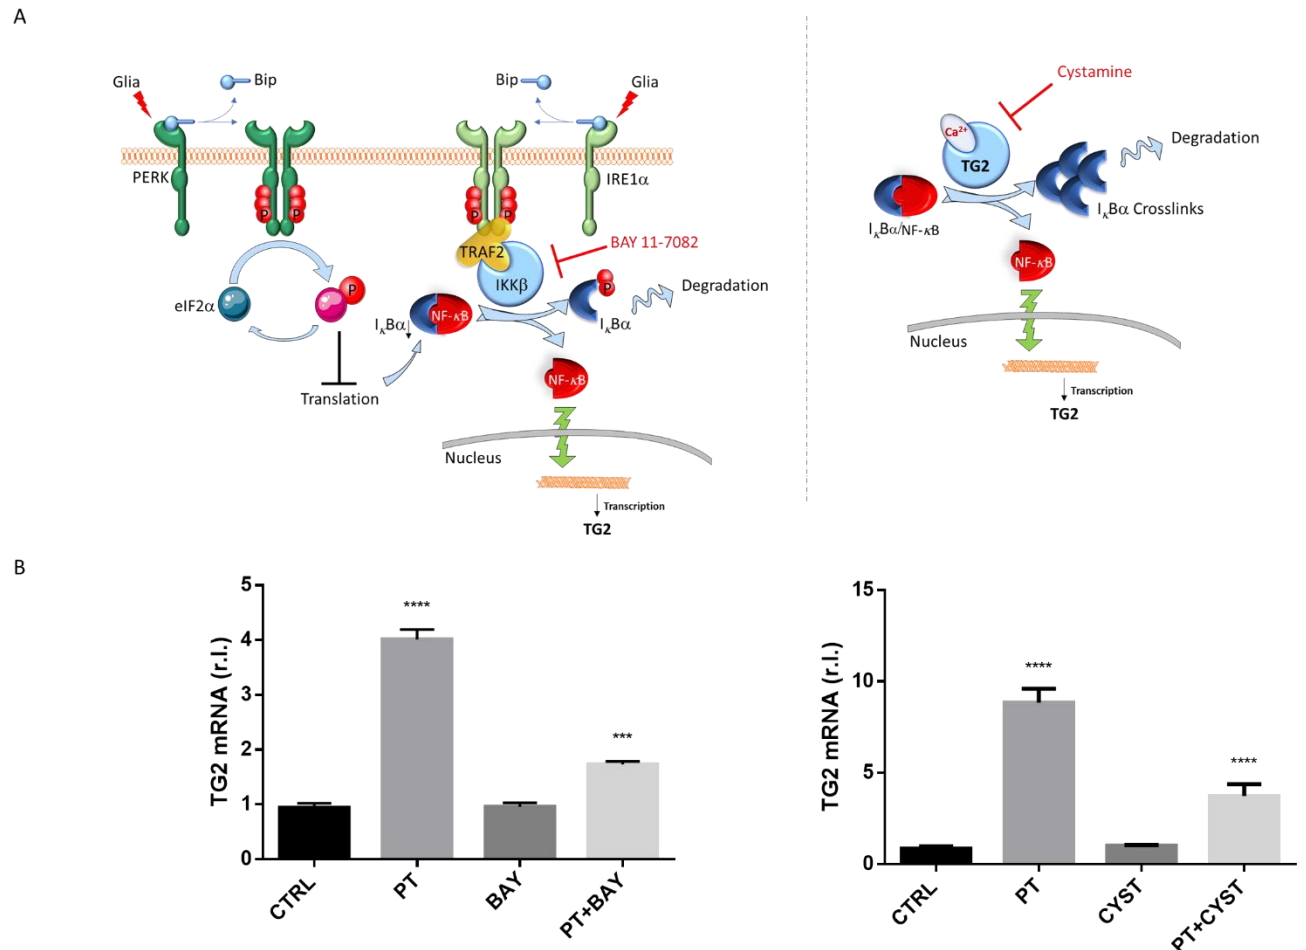 A
Glia
Bip
Bip
Glia
PERK
P
P
P
P
IRE1α
TRAF2
IKKβ
BAY 11-7082
eIF2α
P
IκBα
NF-κB
P
IκBα
Degradation
Translation
NF-κB
Nucleus
Transcription
TG2
Cystamine
Ca2+
TG2
Degradation
IκBα/NF-κB
IκBα Crosslinks
NF-κB
Nucleus
Transcription
TG2
B
TG2 mRNA (r.l.)
5
4
3
2
1
0
****
***
CTRL
PT
BAY
PT+BAY
TG2 mRNA (r.l.)
15
10
5
0
****
****
CTRL
PT
CYST
PT+CYST